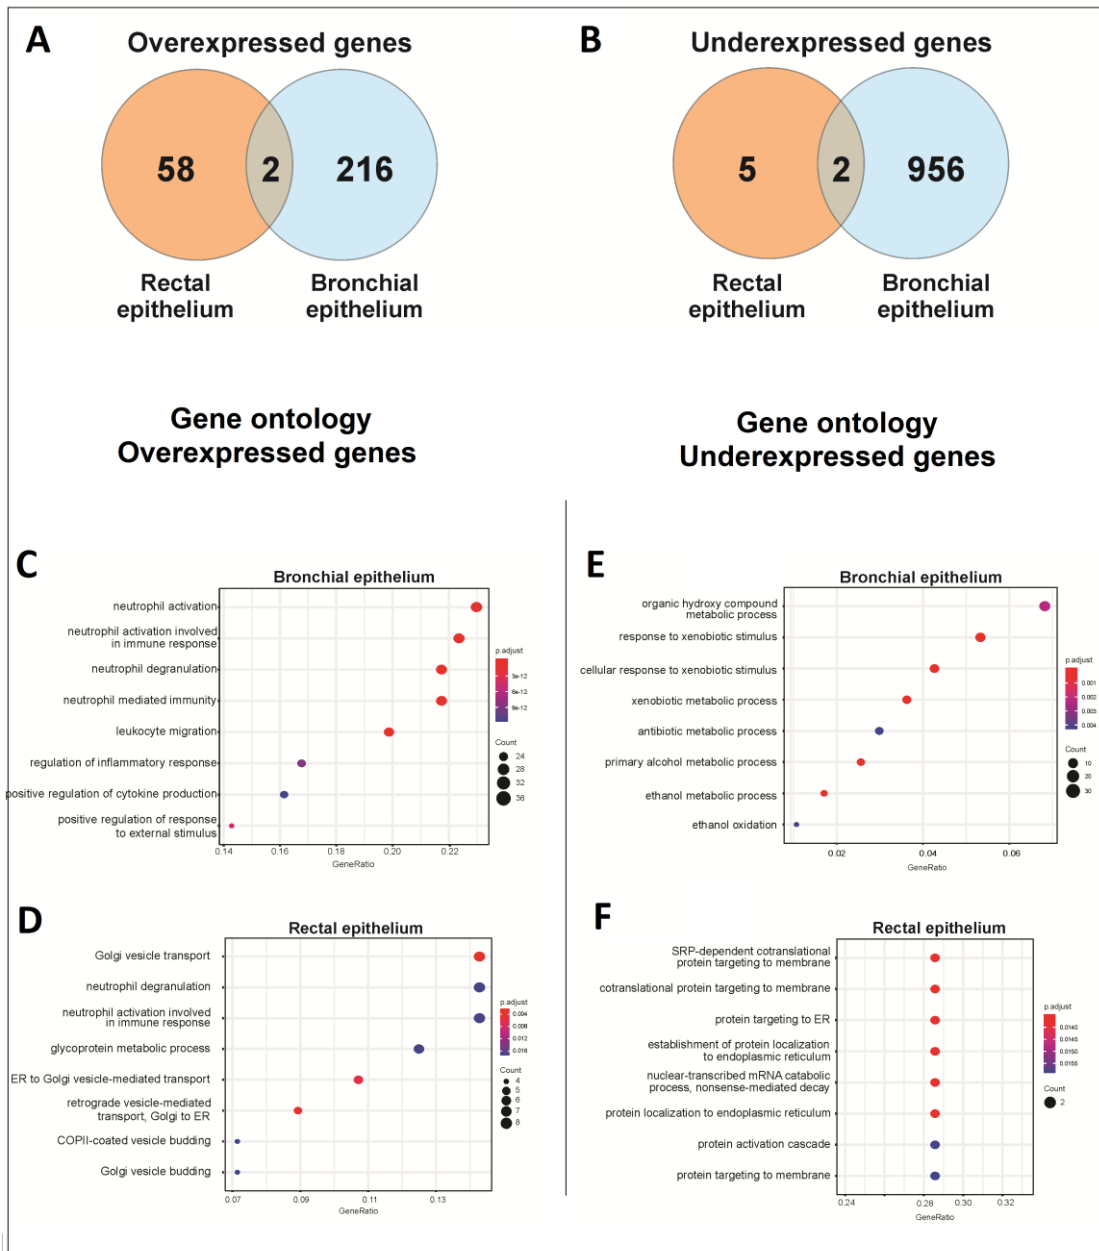 A
Overexpressed genes
58
2
216
Rectal
epithelium
Bronchial
epithelium
B
Underexpressed genes
5
2
956
Rectal
epithelium
Bronchial
epithelium
Gene ontology
Overexpressed genes
Gene ontology
Underexpressed genes
C
Bronchial epithelium
neutrophil activation
neutrophil activation involved
in immune response
neutrophil degranulation
neutrophil mediated immunity
leukocyte migration
regulation of inflammatory response
positive regulation of cytokine production
positive regulation of response
to external stimulus
0.14
0.16
0.18
0.20
0.22
GeneRatio
p.adjust
3e-12
6e-12
9e-12
Count
24
28
32
36
E
Bronchial epithelium
organic hydroxy compound
metabolic process
response to xenobiotic stimulus
cellular response to xenobiotic stimulus
xenobiotic metabolic process
antibiotic metabolic process
primary alcohol metabolic process
ethanol metabolic process
ethanol oxidation
0.02
0.04
0.06
GeneRatio
p.adjust
0.001
0.002
0.003
0.004
Count
10
20
30
D
Rectal epithelium
Golgi vesicle transport
neutrophil degranulation
neutrophil activation involved
in immune response
glycoprotein metabolic process
ER to Golgi vesicle-mediated transport
retrograde vesicle-mediated
transport, Golgi to ER
COPII-coated vesicle budding
Golgi vesicle budding
0.07
0.09
0.11
0.13
GeneRatio
p.adjust
0.004
0.008
0.012
0.016
Count
4
5
6
7
8
F
Rectal epithelium
SRP-dependent cotranslational
protein targeting to membrane
cotranslational protein targeting to membrane
protein targeting to ER
establishment of protein localization
to endoplasmic reticulum
nuclear-transcribed mRNA catabolic
process, nonsense-mediated decay
protein localization to endoplasmic reticulum
protein activation cascade
protein targeting to membrane
0.24
0.26
0.28
0.30
0.32
GeneRatio
p.adjust
0.0140
0.0145
0.0150
0.0155
Count
2